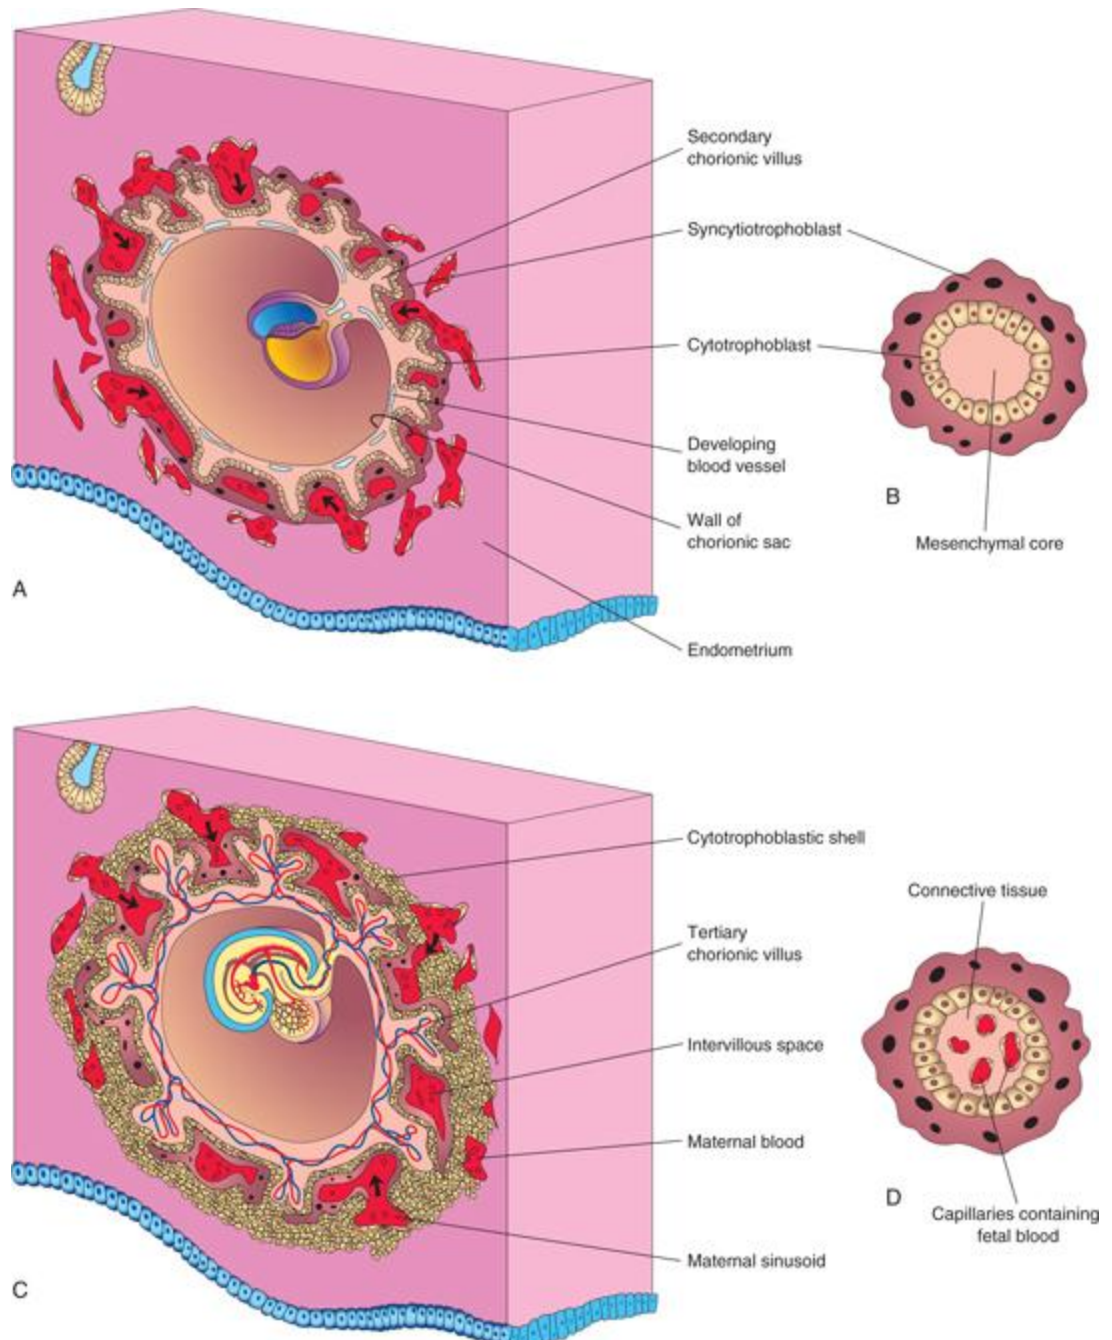 Secondary
chorionic villus
Syncytiotrophoblast
Cytotrophoblast
Developing
blood vessel
B
Wall of
chorionic sac
Mesenchymal core
A
Endometrium
Cytotrophoblastic shell
Connective tissue
Tertiary
chorionic villus
Intervillous space
Maternal blood
D
Capillaries containing
fetal blood
Maternal sinusoid
C